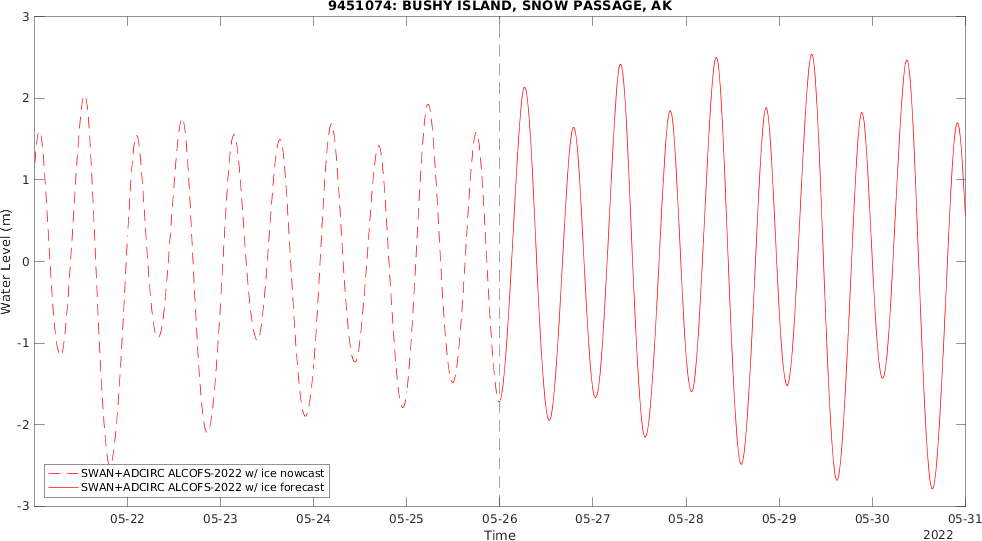 9451074: BUSHY ISLAND, SNOW PASSAGE, AK
3
2
1
0
-1
-2
-3
Water Level (m)
SWAN+ADCIRC ALCOFS-2022 w/ ice nowcast
SWAN+ADCIRC ALCOFS-2022 w/ ice forecast
05-22 05-23 05-24 05-25 05-26 05-27 05-28 05-29 05-30 05-31
Time
2022